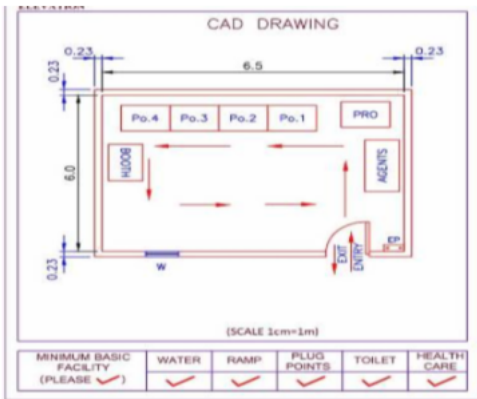 ELEVATION
CAD DRAWING
0.23
6.5
0.23
0.23
Po.4 Po.3 Po.2 Po.1
PRO
BOOTH
AGENTS
6.0
EXIT
ENTRY
0.23
W
(SCALE 1cm=1m)
MINIMUM BASIC FACILITY (PLEASE ✓)
WATER
RAMP
PLUG POINTS
TOILET
HEALTH CARE